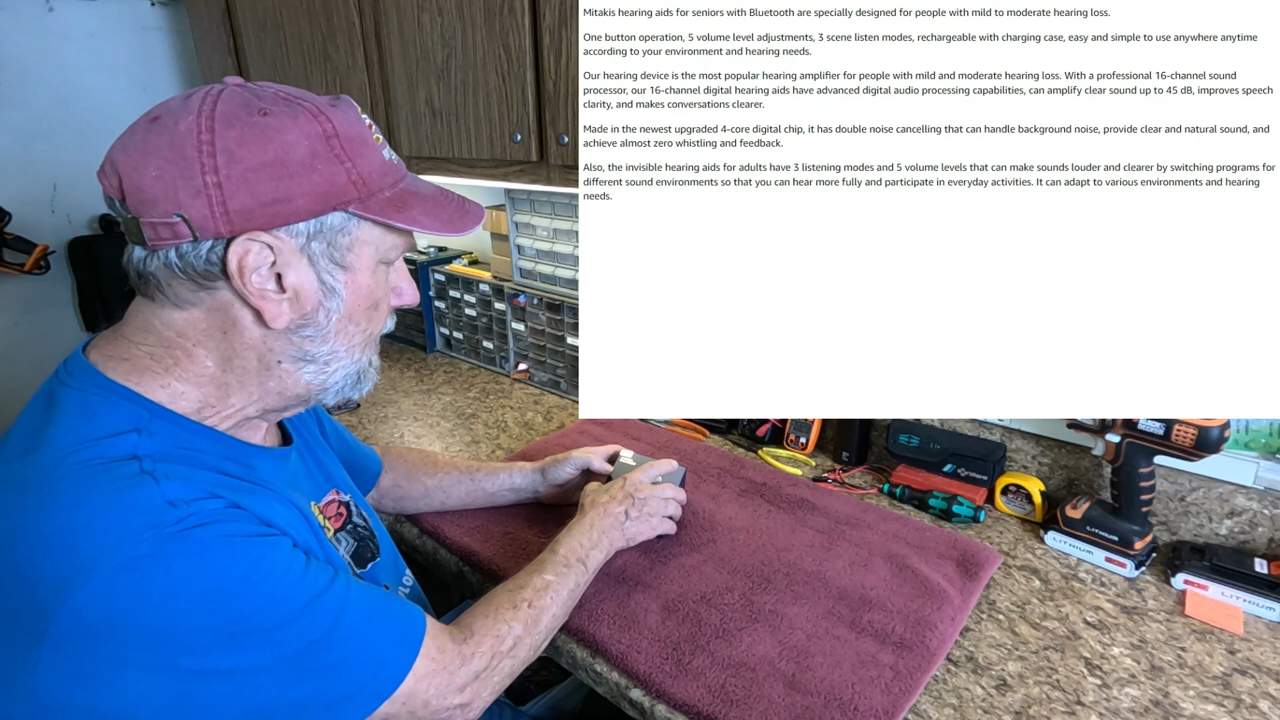 Mitakis hearing aids for seniors with Bluetooth are specially designed for people with mild to moderate hearing loss.
One button operation, 5 volume level adjustments, 3 scene listen modes, rechargeable with charging case, easy and simple to use anywhere anytime
according to your environment and hearing needs.
Our hearing device is the most popular hearing amplifier for people with mild and moderate hearing loss. With a professional 16-channel sound
processor, our 16-channel digital hearing aids have advanced digital audio processing capabilities, can amplify clear sound up to 45 dB, improves speech
clarity, and makes conversations clearer.
Made in the newest upgraded 4-core digital chip, it has double noise cancelling that can handle background noise, provide clear and natural sound, and
achieve almost zero whistling and feedback.
Also, the invisible hearing aids for adults have 3 listening modes and 5 volume levels that can make sounds louder and clearer by switching programs for
different sound environments so that you can hear more fully and participate in everyday activities. It can adapt to various environments and hearing
needs.
BLACK+
DECKER
LITHIUM
LITHIUM
LITHIUM